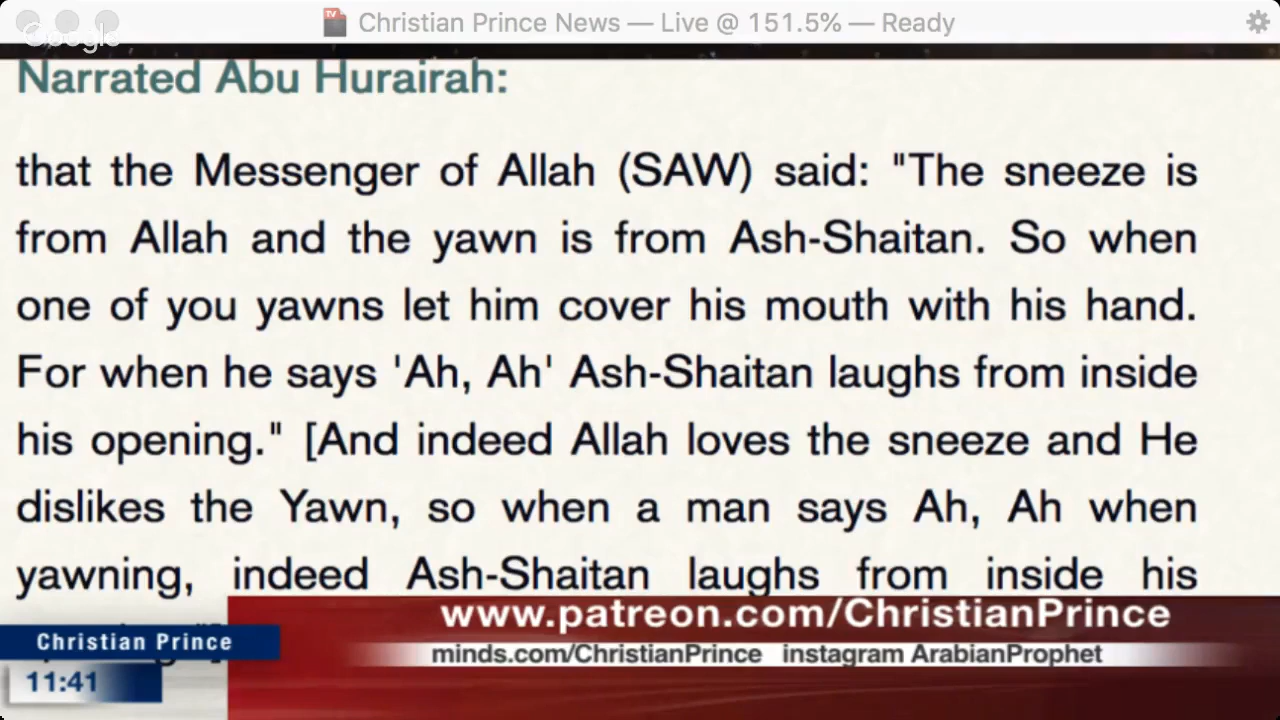 Christian Prince News — Live @ 151.5% — Ready
Google
Narrated Abu Hurairah:
that the Messenger of Allah (SAW) said: "The sneeze is
from Allah and the yawn is from Ash-Shaitan. So when
one of you yawns let him cover his mouth with his hand.
For when he says 'Ah, Ah' Ash-Shaitan laughs from inside
his opening." [And indeed Allah loves the sneeze and He
dislikes the Yawn, so when a man says Ah, Ah when
yawning, indeed Ash-Shaitan laughs from inside his
www.patreon.com/ChristianPrince
Christian Prince
minds.com/ChristianPrince instagram ArabianProphet
11:41